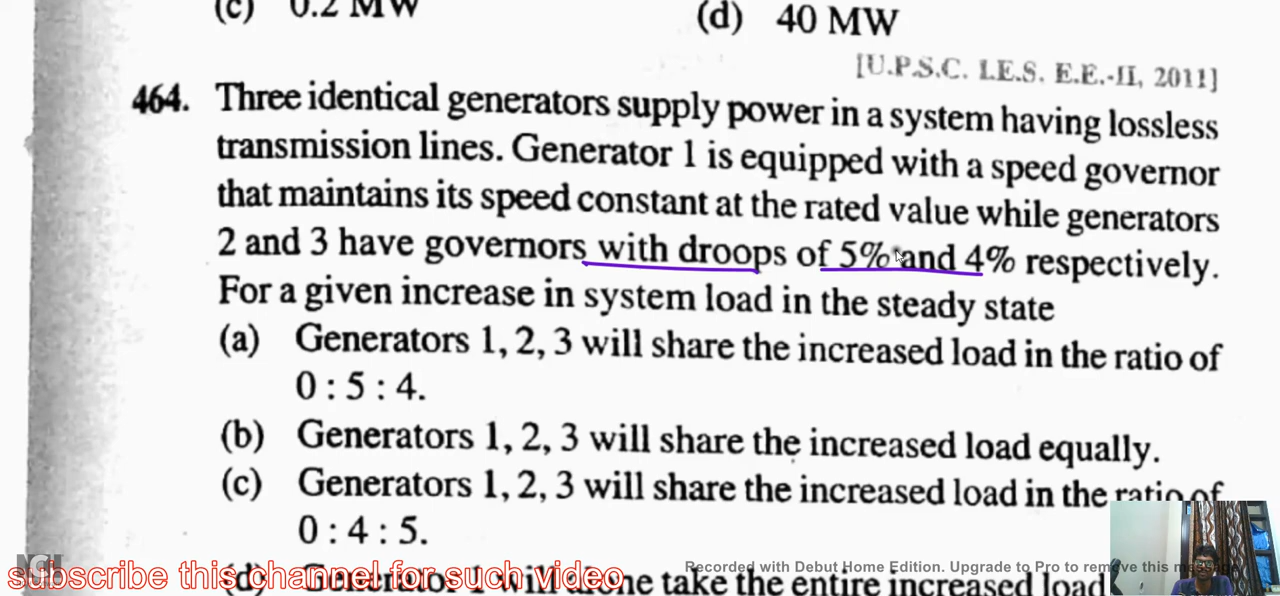 (c) 0.2 MW (d) 40 MW
[U.P.S.C. I.E.S. E.E.-II, 2011]
464. Three identical generators supply power in a system having lossless
transmission lines. Generator 1 is equipped with a speed governor
that maintains its speed constant at the rated value while generators
2 and 3 have governors with droops of 5% and 4% respectively.
For a given increase in system load in the steady state
(a) Generators 1, 2, 3 will share the increased load in the ratio of
0 : 5 : 4.
(b) Generators 1, 2, 3 will share the increased load equally.
(c) Generators 1, 2, 3 will share the increased load in the ratio of
0 : 4 : 5.
(d) Generator 1 will alone take the entire increased load
subscribe this channel for such video
Recorded with Debut Home Edition. Upgrade to Pro to remove this message